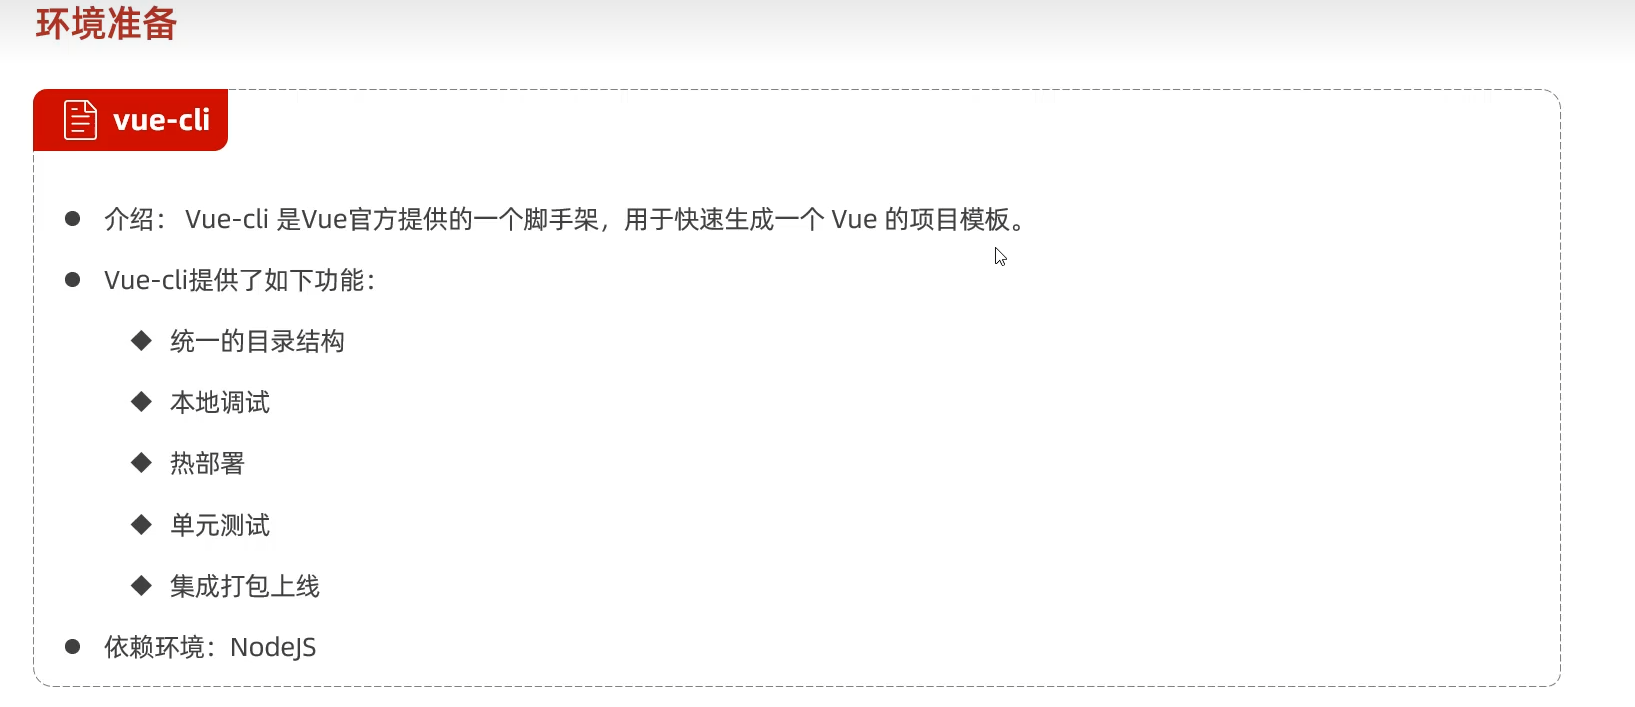 环境准备
vue-cli
介绍： Vue-cli 是Vue官方提供的一个脚手架，用于快速生成一个 Vue 的项目模板。
Vue-cli提供了如下功能：
统一的目录结构
本地调试
热部署
单元测试
集成打包上线
依赖环境：NodeJS